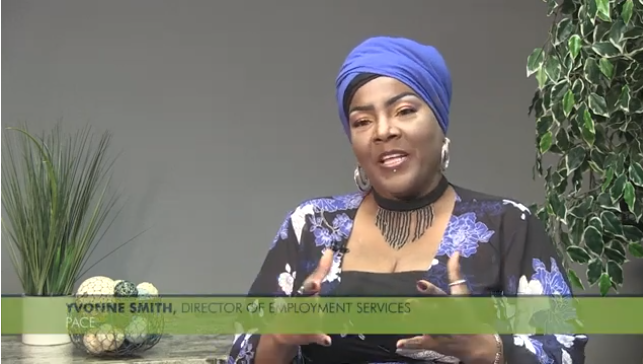 YVONNE SMITH, DIRECTOR OF EMPLOYMENT SERVICES
PACE